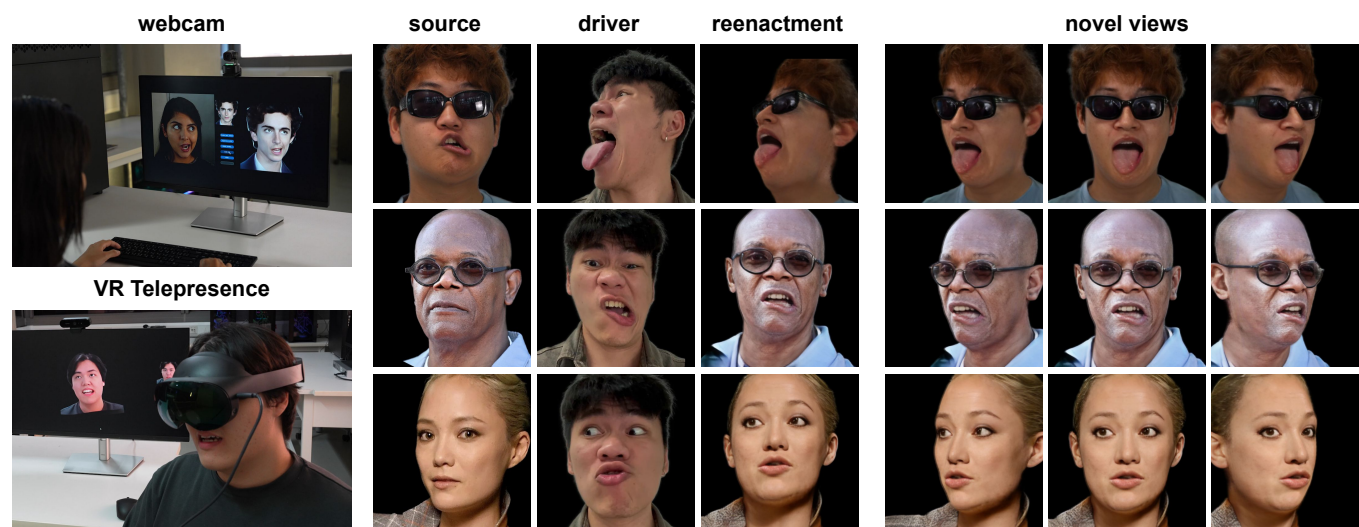 webcam
source
driver
reenactment
novel views
VR Telepresence